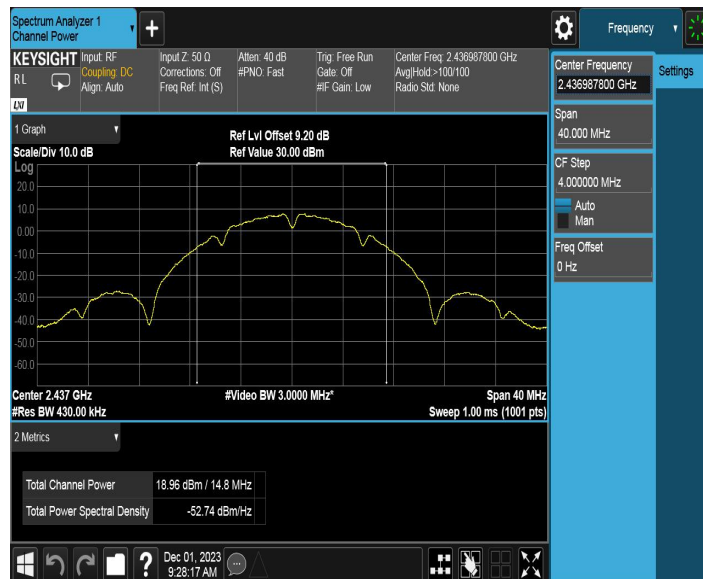 Spectrum Analyzer 1
Channel Power
+
Frequency
KEYSIGHT
RL
LXI
Input: RF
Coupling: DC
Align: Auto
Input Z: 50 Ω
Corrections: Off
Freq Ref: Int (S)
Atten: 40 dB
#PNO: Fast
Trig: Free Run
Gate: Off
#IF Gain: Low
Center Freq: 2.436987800 GHz
Avg|Hold:>100/100
Radio Std: None
Center Frequency
2.436987800 GHz
Settings
Span
40.000 MHz
CF Step
4.000000 MHz
Auto
Man
Freq Offset
0 Hz
1 Graph
Scale/Div 10.0 dB
Ref Lvl Offset 9.20 dB
Ref Value 30.00 dBm
Log
20.0
10.0
0.00
-10.0
-20.0
-30.0
-40.0
-50.0
-60.0
Center 2.437 GHz
#Video BW 3.0000 MHz*
Span 40 MHz
#Res BW 430.00 kHz
Sweep 1.00 ms (1001 pts)
2 Metrics
Total Channel Power 18.96 dBm / 14.8 MHz
Total Power Spectral Density -52.74 dBm/Hz
?
Dec 01, 2023
9:28:17 AM